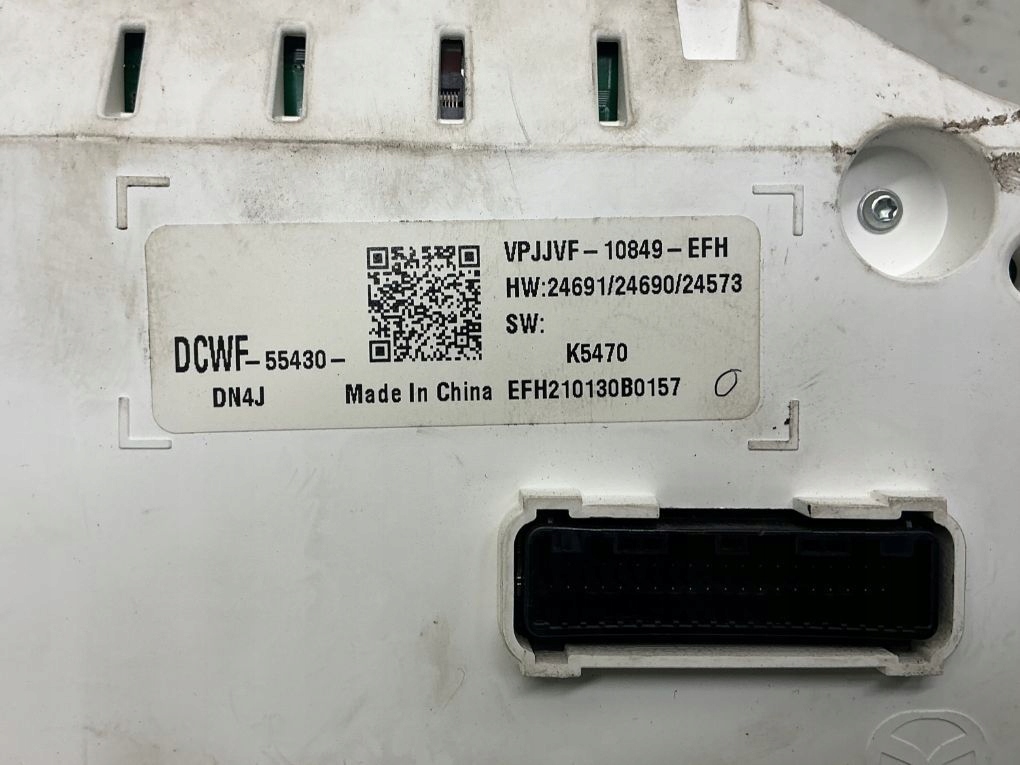 VPJJVF-10849-EFH
HW:24691/24690/24573
SW:
DCWF-55430-
K5470
DN4J
Made In China EFH210130B0157